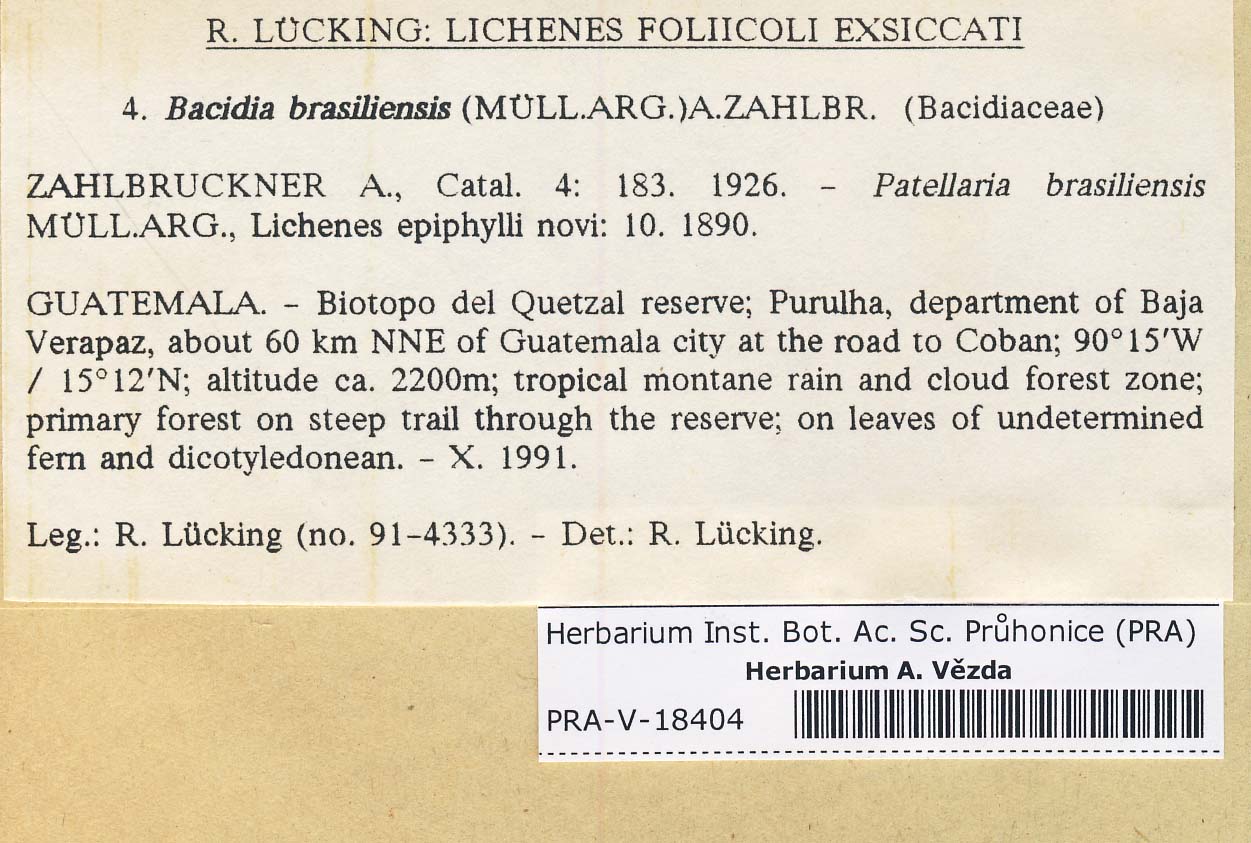 R. LÜCKING: LICHENES FOLIICOLI EXSICCATI
4. Bacidia brasiliensis (MÜLL.ARG.)A.ZAHLBR. (Bacidiaceae)
ZAHLBRUCKNER A., Catal. 4: 183. 1926. - Patellaria brasiliensis
MÜLL.ARG., Lichenes epiphylli novi: 10. 1890.
GUATEMALA. - Biotopo del Quetzal reserve; Purulha, department of Baja
Verapaz, about 60 km NNE of Guatemala city at the road to Coban; 90°15'W
/ 15°12'N; altitude ca. 2200m; tropical montane rain and cloud forest zone;
primary forest on steep trail through the reserve; on leaves of undetermined
fern and dicotyledonean. - X. 1991.
Leg.: R. Lücking (no. 91-4333). - Det.: R. Lücking.
Herbarium Inst. Bot. Ac. Sc. Průhonice (PRA)
Herbarium A. Vězda
PRA-V-18404